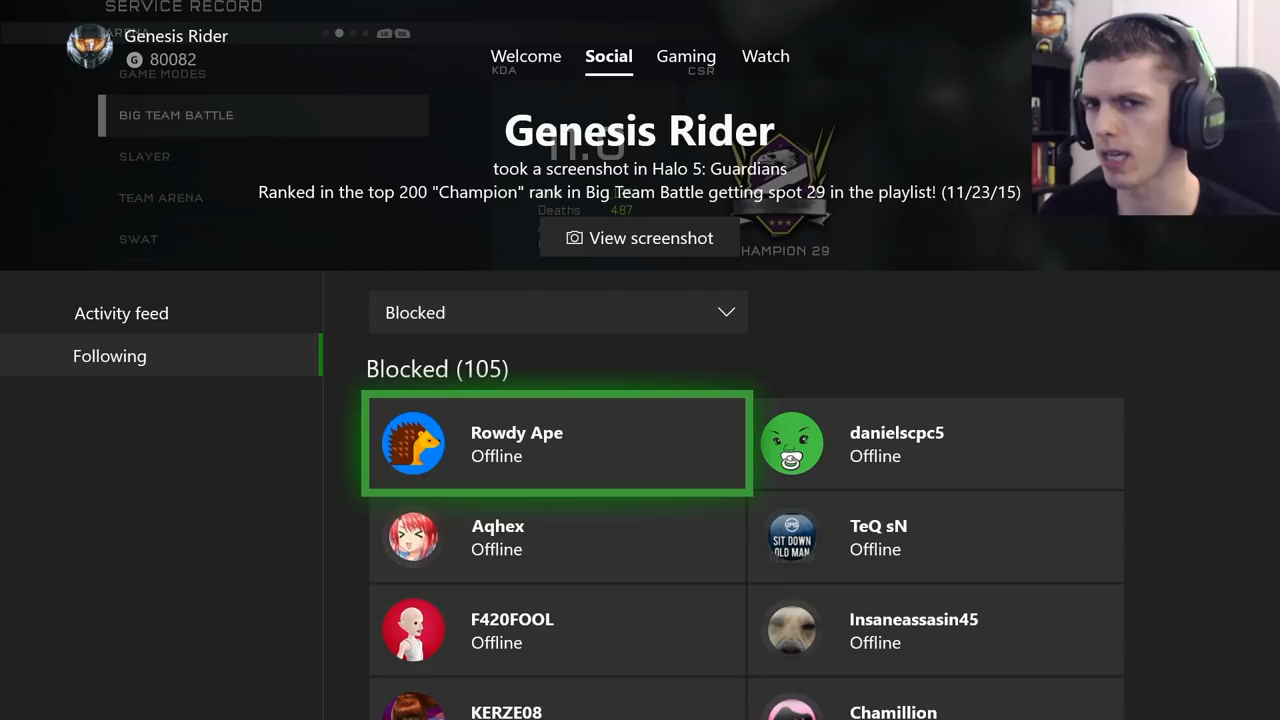 SERVICE RECORD
Genesis Rider
80082
GAME MODES
BIG TEAM BATTLE
SLAYER
TEAM ARENA
SWAT
Welcome Social Gaming Watch
KDA CSR
Genesis Rider
took a screenshot in Halo 5: Guardians
Ranked in the top 200 "Champion" rank in Big Team Battle getting spot 29 in the playlist! (11/23/15)
Deaths 487
View screenshot
HAMPION 29
Activity feed
Following
Blocked
Blocked (105)
Rowdy Ape
Offline
danielscpc5
Offline
Aqhex
Offline
TeQ sN
Offline
SIT DOWN
OLD MAN
F420FOOL
Offline
Insaneassasin45
Offline
KERZE08
Chamillion